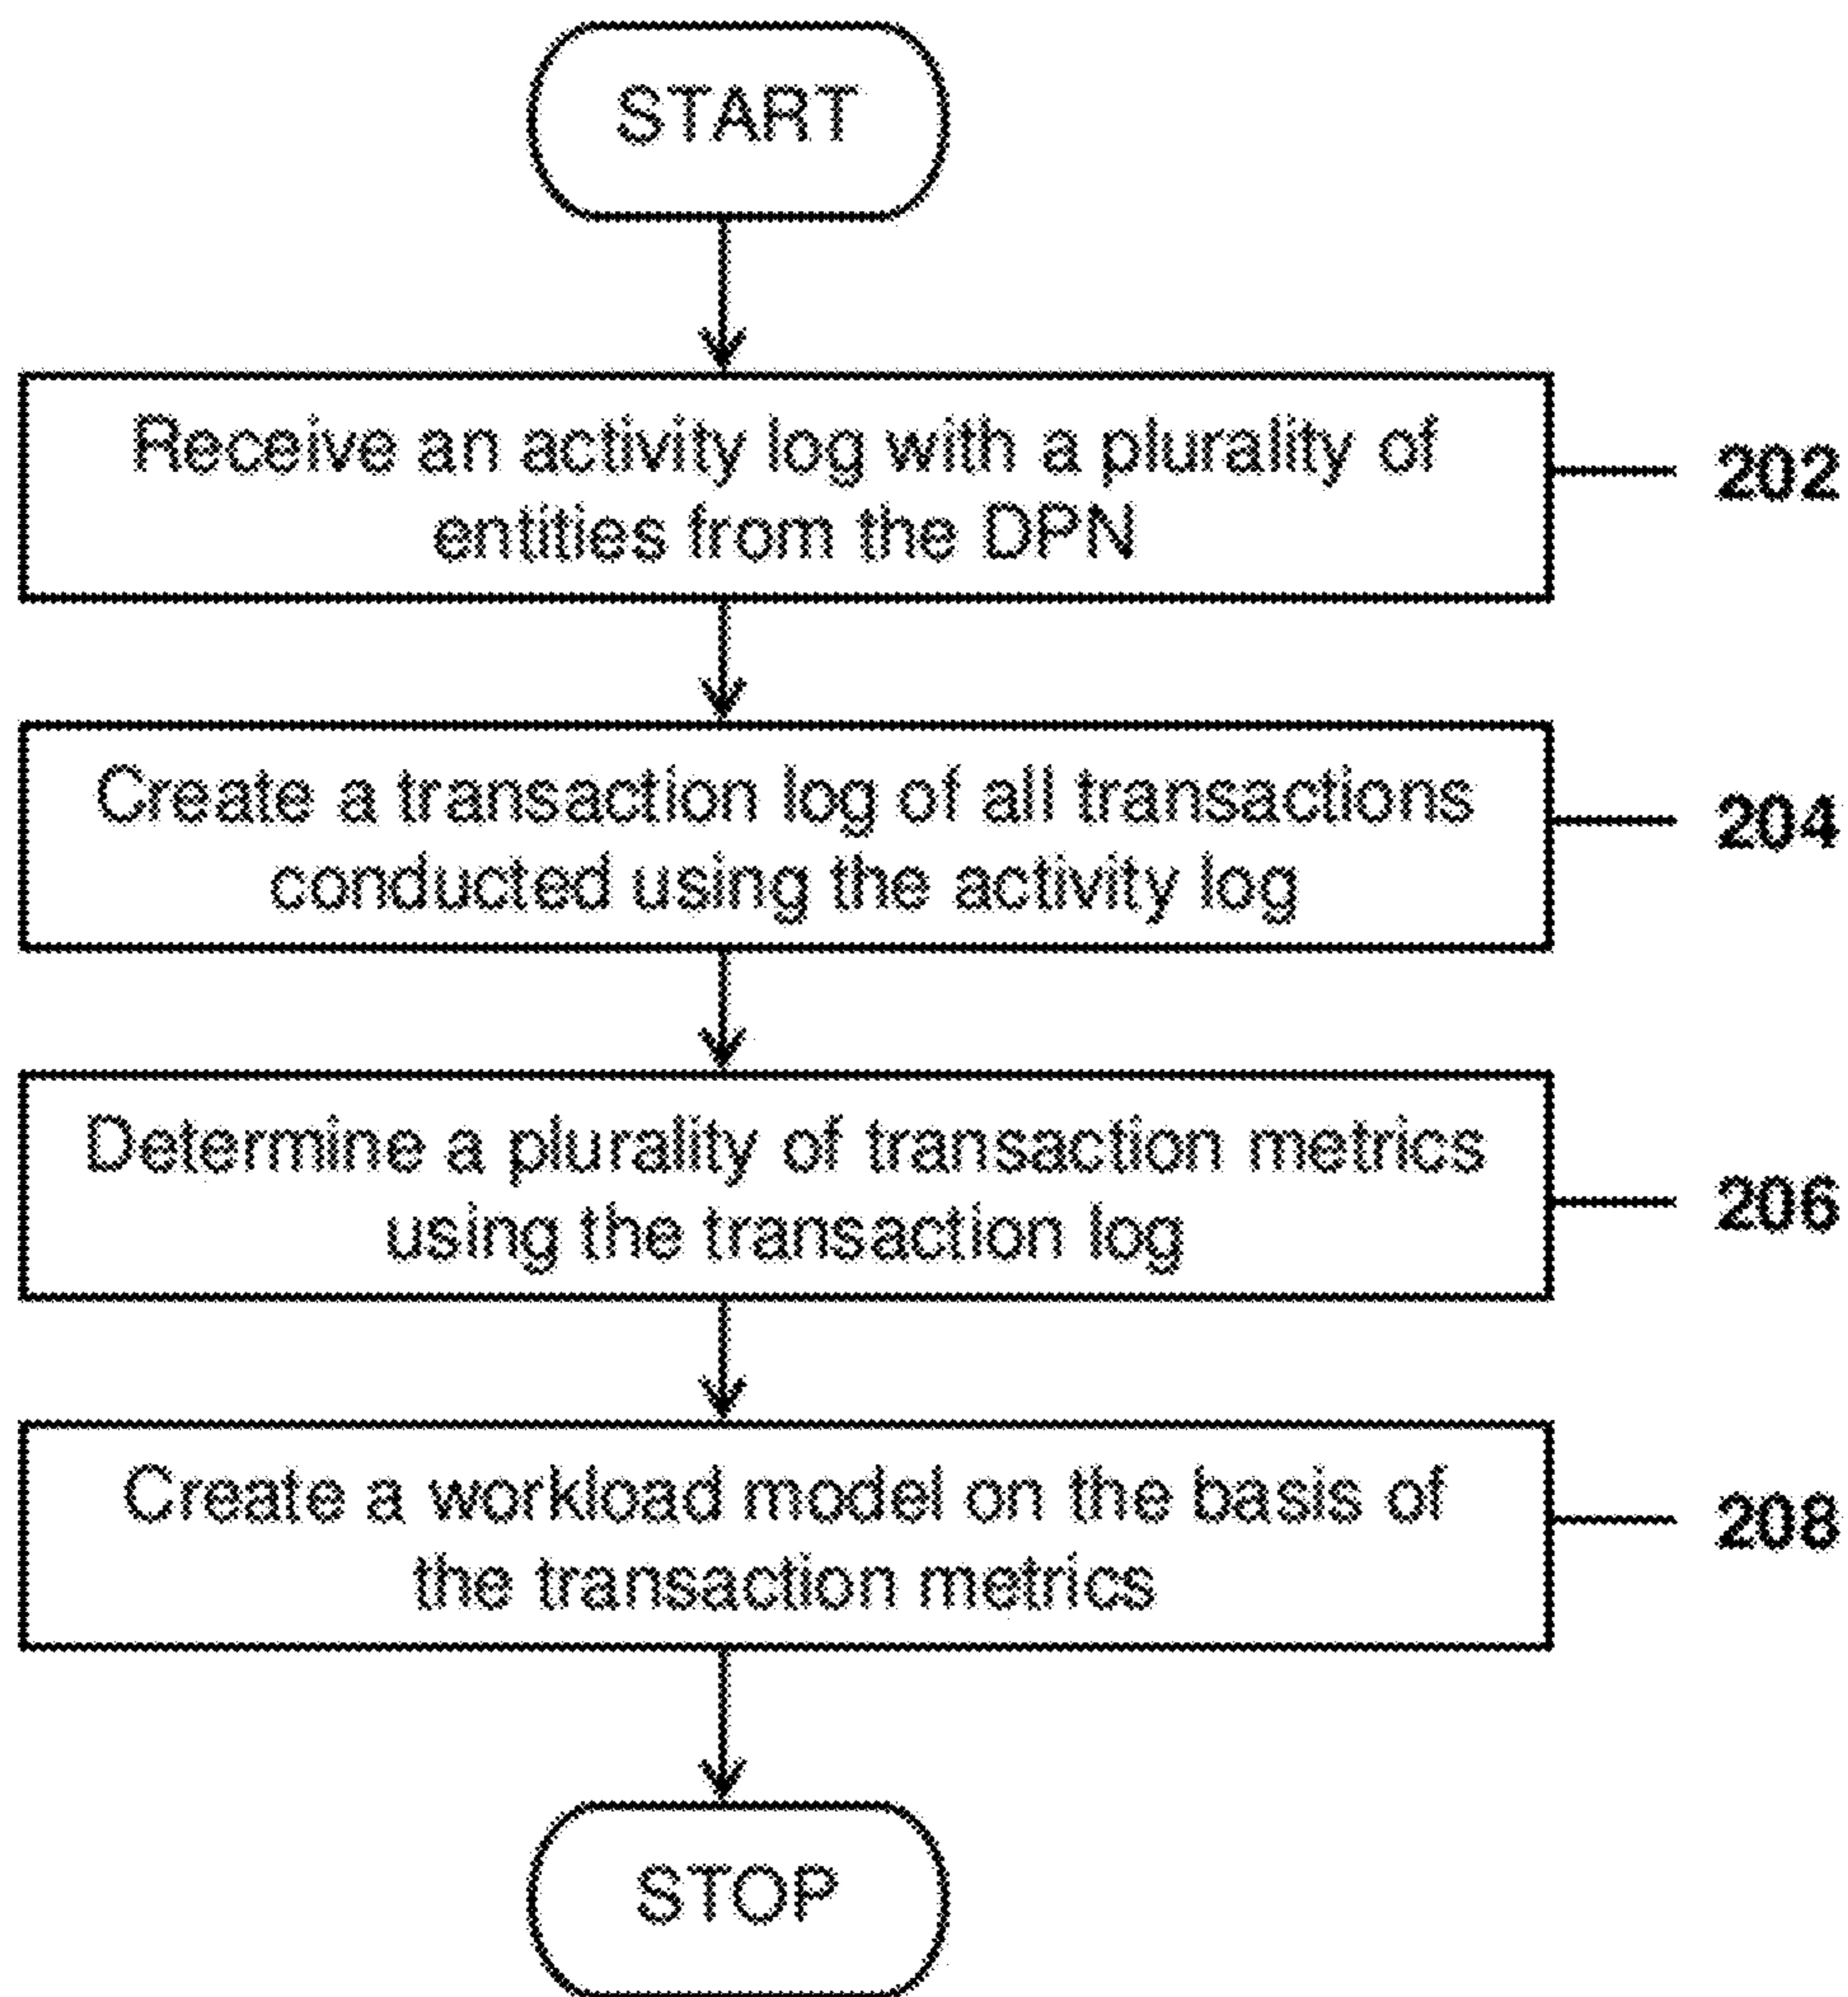 START
Receive an activity log with a plurality of
entities from the DPN
202
Create a transaction log of all transactions
conducted using the activity log
204
Determine a plurality of transaction metrics
using the transaction log
206
Create a workload model on the basis of
the transaction metrics
208
STOP